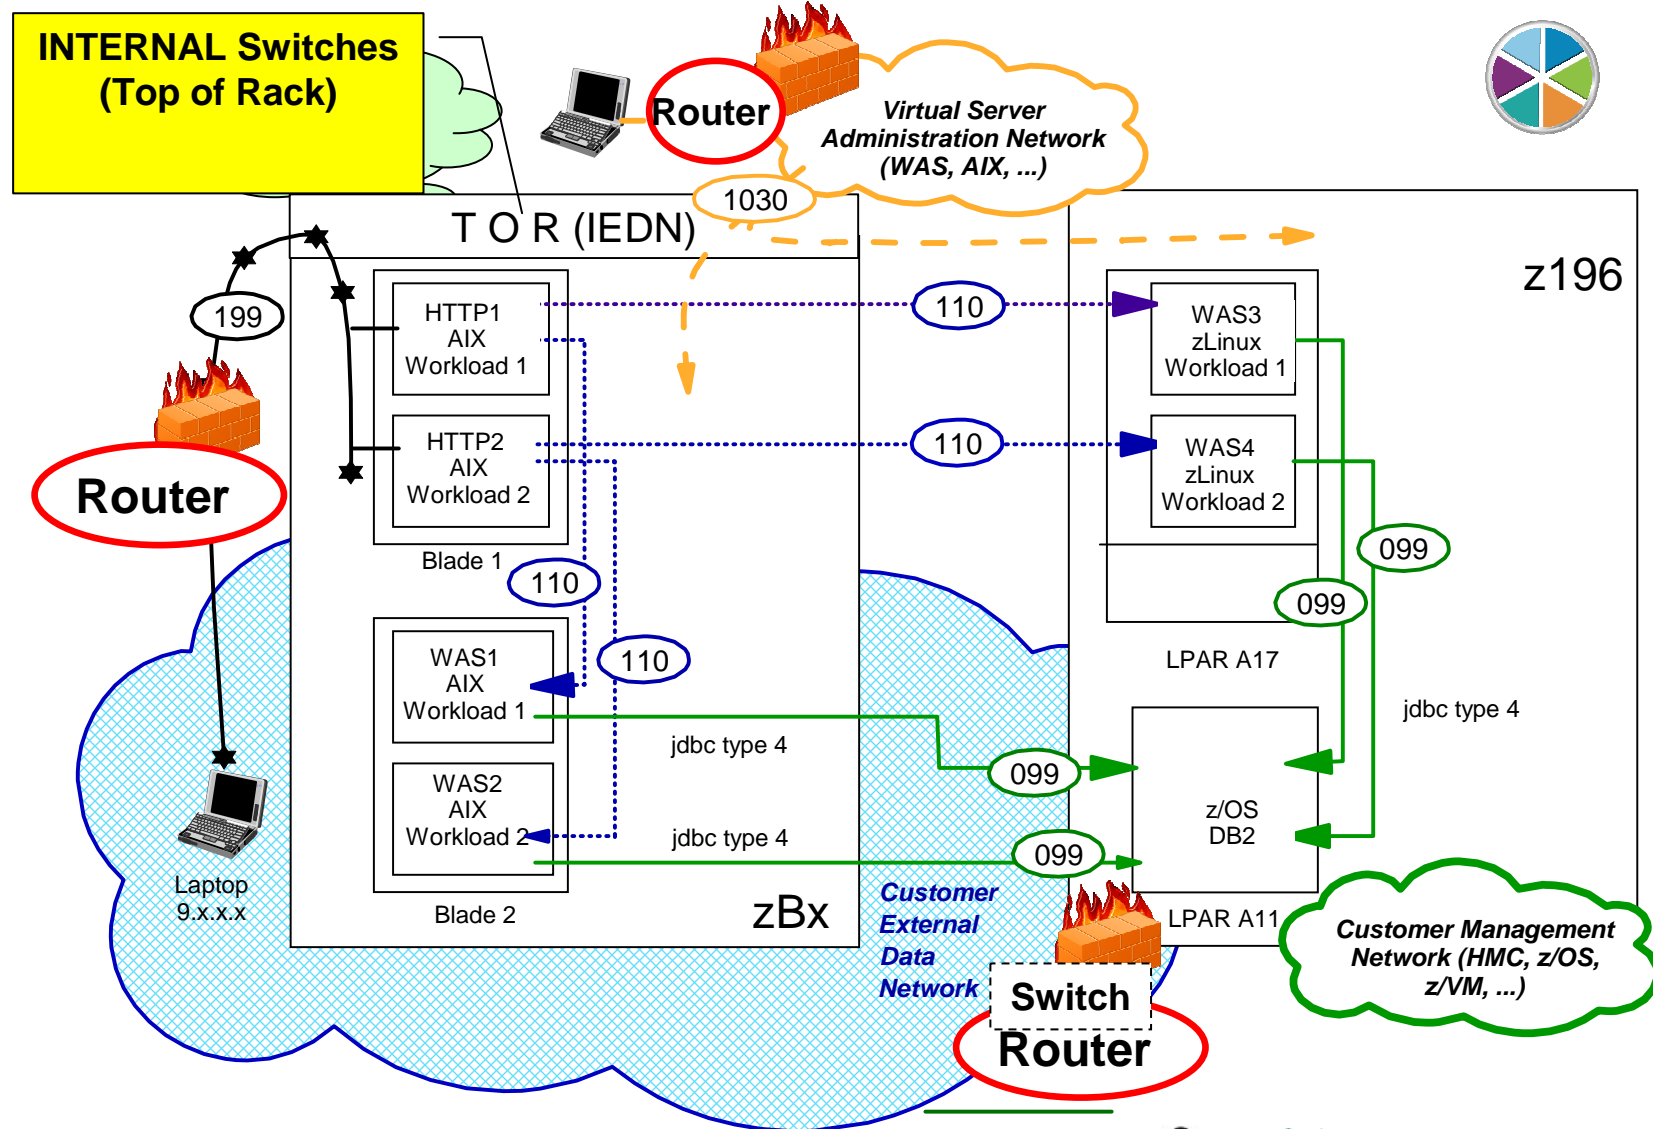 INTERNAL Switches
(Top of Rack)
Router
Virtual Server
Administration Network
(WAS, AIX, ...)
1030
T O R (IEDN)
z196
199
HTTP1
AIX
Workload 1
110
WAS3
zLinux
Workload 1
HTTP2
AIX
Workload 2
110
WAS4
zLinux
Workload 2
Router
Blade 1
110
099
099
110
WAS1
AIX
Workload 1
LPAR A17
jdbc type 4
jdbc type 4
099
WAS2
AIX
Workload 2
jdbc type 4
099
z/OS
DB2
Laptop
9.x.x.x
Blade 2
zBx
Customer
External
Data
Network
LPAR A11
Customer Management
Network (HMC, z/OS,
z/VM, ...)
Switch
Router